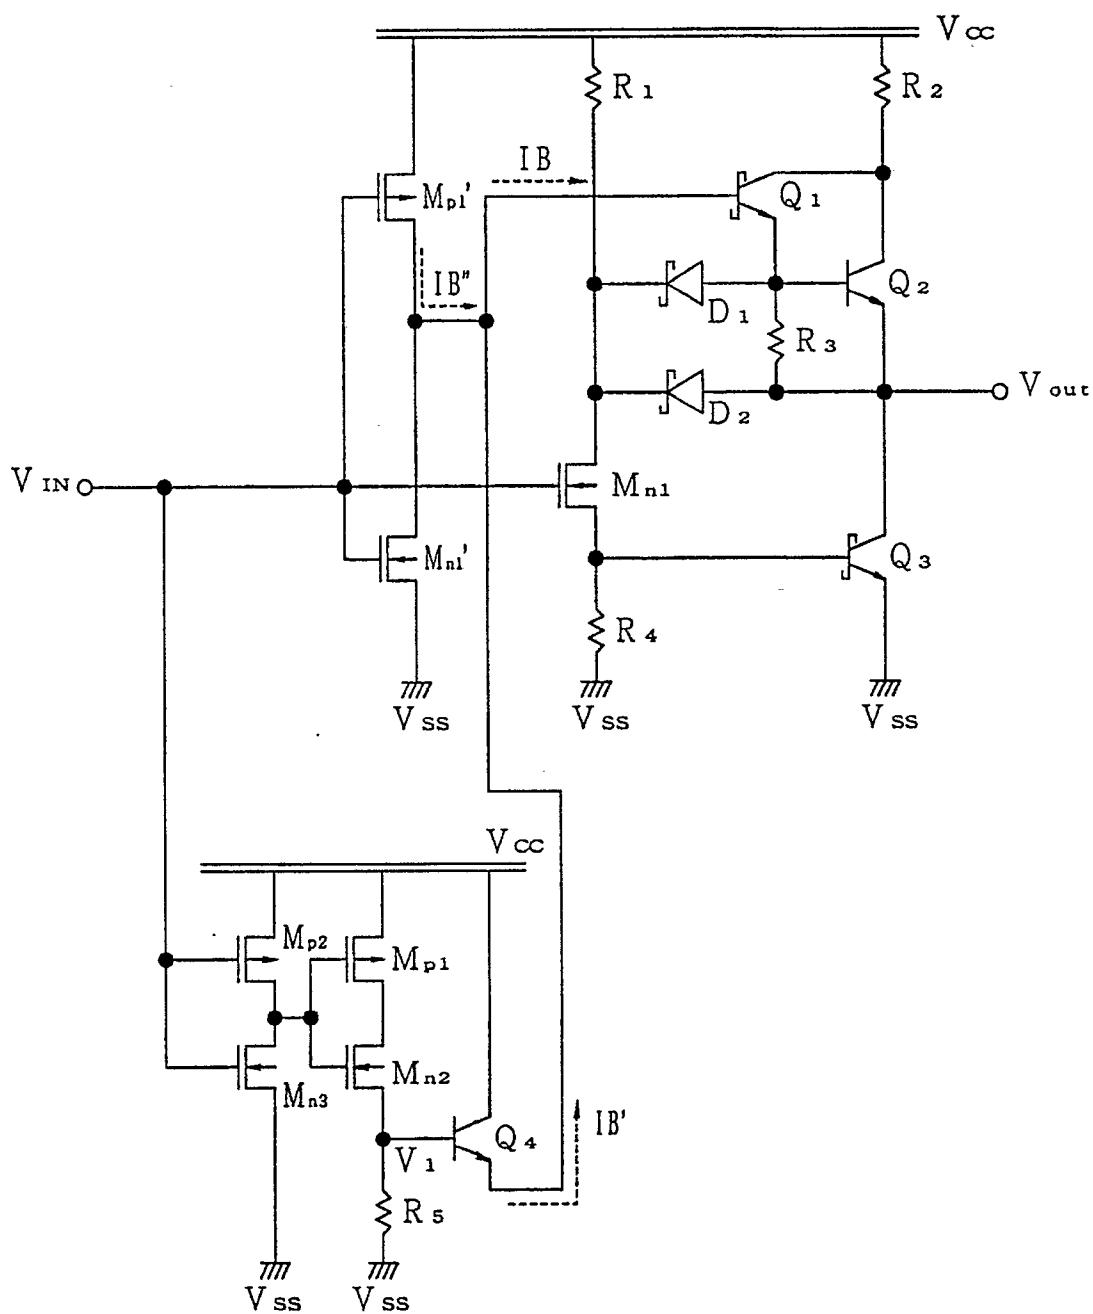 Vcc
R1
R2
IB
Q1
Mp1'
IB"
Q2
D1
R3
Vout
D2
VIN
Mn1
Mn1'
Q3
R4
Vss
Vss
Vss
Vcc
Mp2
Mp1
Mn2
Mn3
IB'
Q4
V1
R5
Vss
Vss